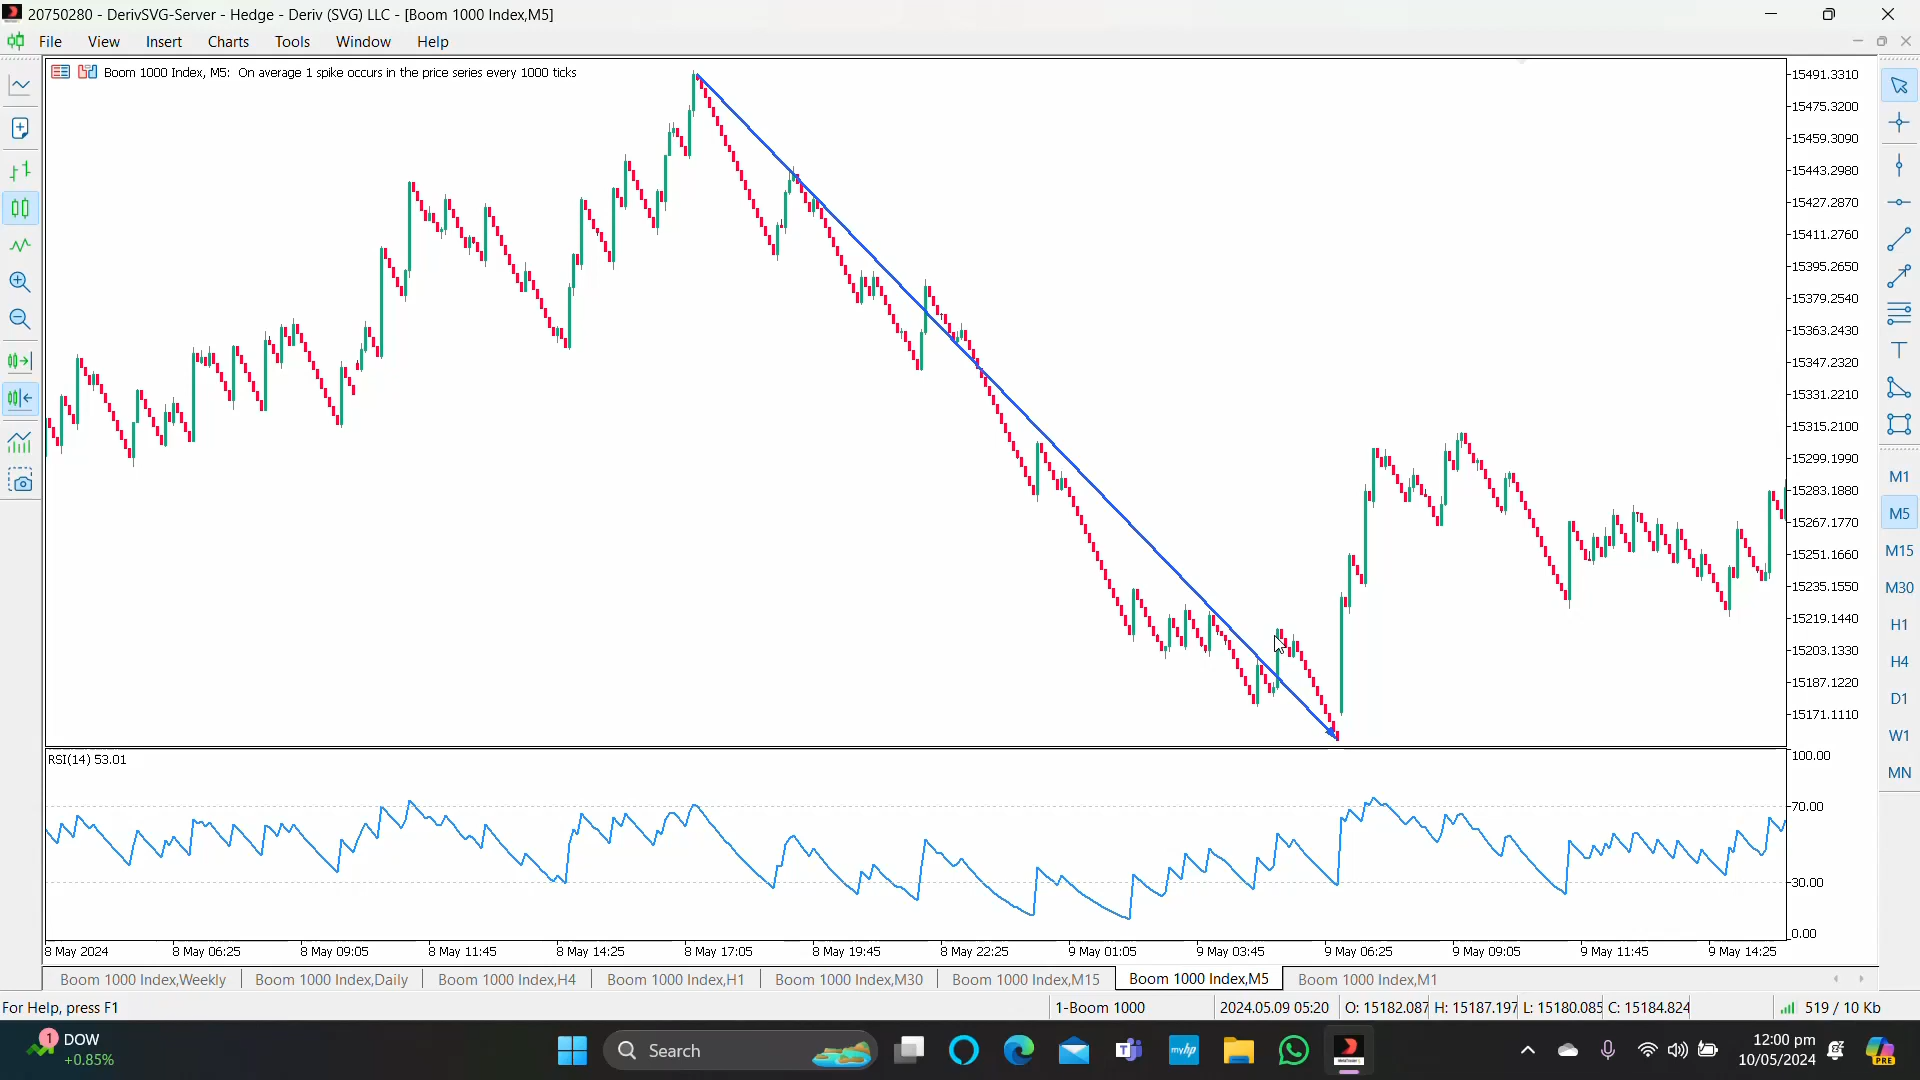 20750280 - DerivSVG-Server - Hedge - Deriv (SVG) LLC - [Boom 1000 Index,M5]
File View Insert Charts Tools Window Help
Boom 1000 Index, M5: On average 1 spike occurs in the price series every 1000 ticks
15491.3310
15475.3200
15459.3090
15443.2980
15427.2870
15411.2760
15395.2650
15379.2540
15363.2430
15347.2320
15331.2210
15315.2100
15299.1990
15283.1880
15267.1770
15251.1660
15235.1550
15219.1440
15203.1330
15187.1220
15171.1110
M1
M5
M15
M30
H1
H4
D1
W1
MN
RSI(14) 53.01
100.00
70.00
30.00
0.00
8 May 2024 8 May 06:25 8 May 09:05 8 May 11:45 8 May 14:25 8 May 17:05 8 May 19:45 8 May 22:25 9 May 01:05 9 May 03:45 9 May 06:25 9 May 09:05 9 May 11:45 9 May 14:25
Boom 1000 Index,Weekly Boom 1000 Index,Daily Boom 1000 Index,H4 Boom 1000 Index,H1 Boom 1000 Index,M30 Boom 1000 Index,M15 Boom 1000 Index,M5 Boom 1000 Index,M1
For Help, press F1 1-Boom 1000 2024.05.09 05:20 O: 15182.087 H: 15187.197 L: 15180.085 C: 15184.824 519 / 10 Kb
1 DOW
+0.85%
Search
myhp
12:00 pm
10/05/2024
PRE